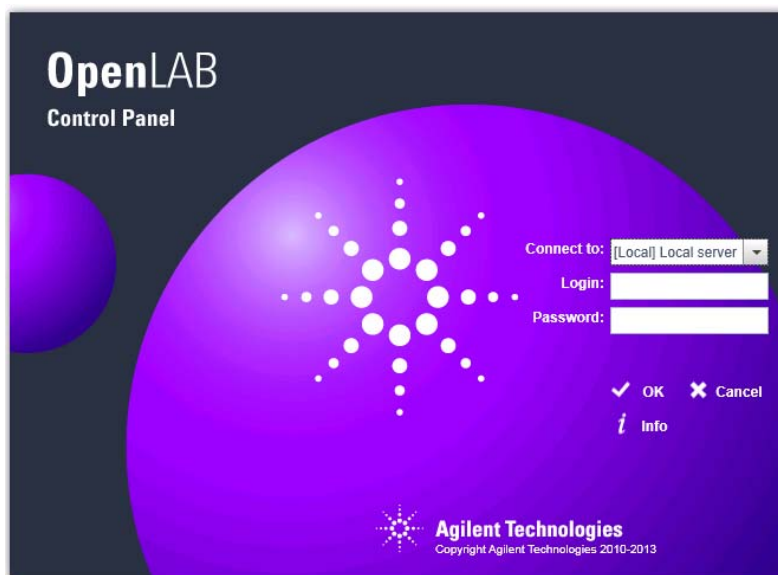 OpenLAB
Control Panel
Connect to: [Local] Local server
Login:
Password:
OK Cancel
i Info
Agilent Technologies
Copyright Agilent Technologies 2010-2013